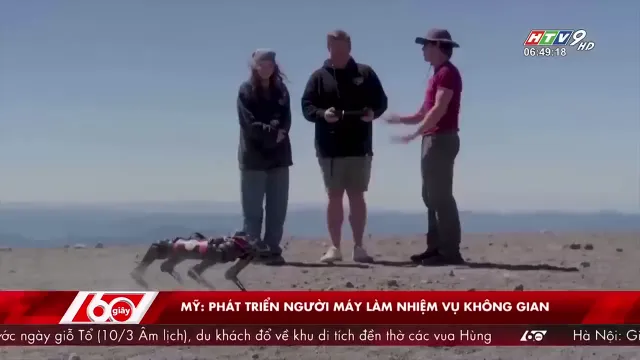 HTV9 HD
06:49:18
60 giây
MỸ: PHÁT TRIỂN NGƯỜI MÁY LÀM NHIỆM VỤ KHÔNG GIAN
ước ngày giỗ Tổ (10/3 Âm lịch), du khách đổ về khu di tích đền thờ các vua Hùng 60 Hà Nội: Gi